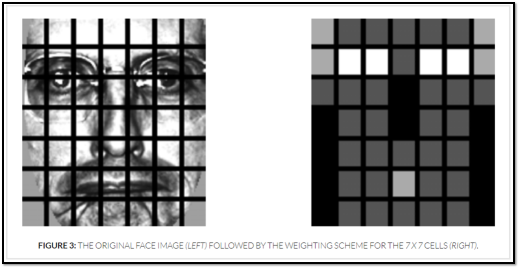 FIGURE 3: THE ORIGINAL FACE IMAGE (LEFT) FOLLOWED BY THE WEIGHTING SCHEME FOR THE 7 X 7 CELLS (RIGHT).